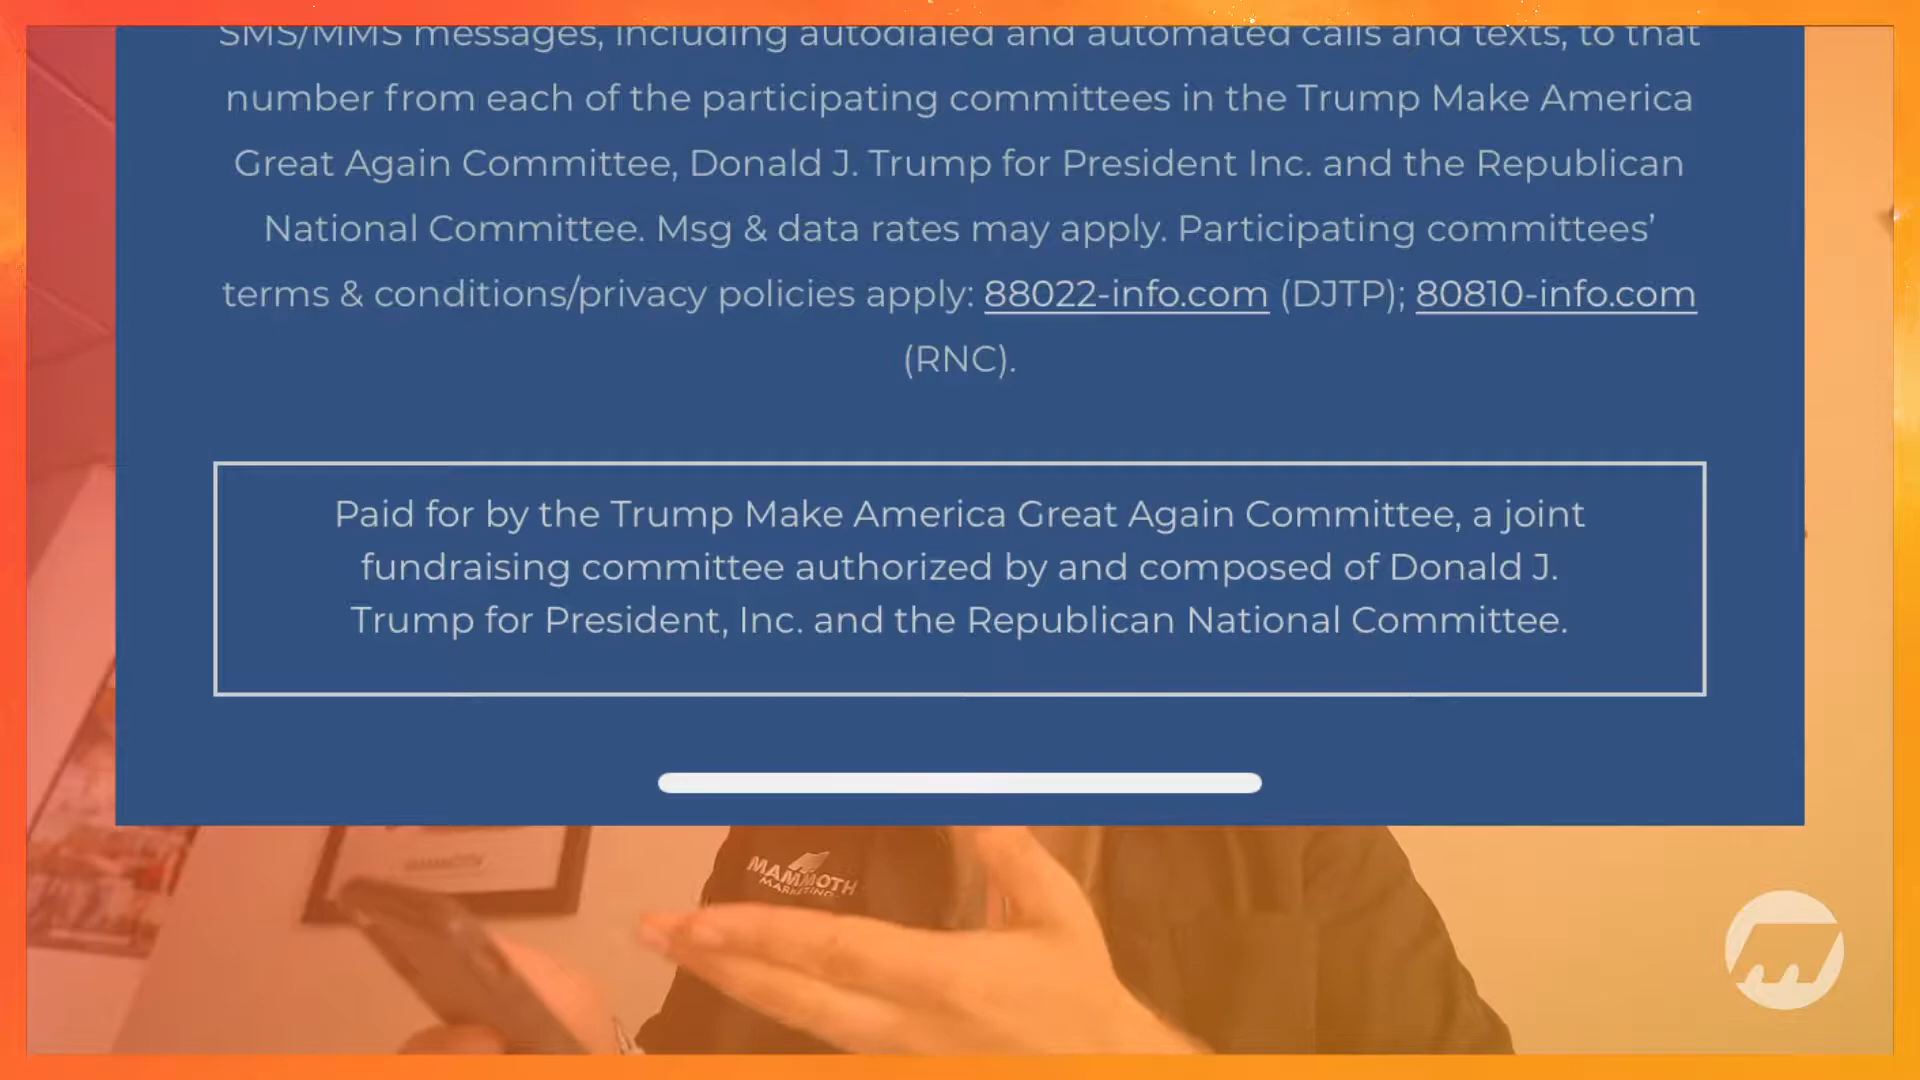 SMS/MMS messages, including autodialed and automated calls and texts, to that
number from each of the participating committees in the Trump Make America
Great Again Committee, Donald J. Trump for President Inc. and the Republican
National Committee. Msg & data rates may apply. Participating committees’
terms & conditions/privacy policies apply: 88022-info.com (DJTP); 80810-info.com
(RNC).
Paid for by the Trump Make America Great Again Committee, a joint
fundraising committee authorized by and composed of Donald J.
Trump for President, Inc. and the Republican National Committee.
MAMMOTH
MARKETING